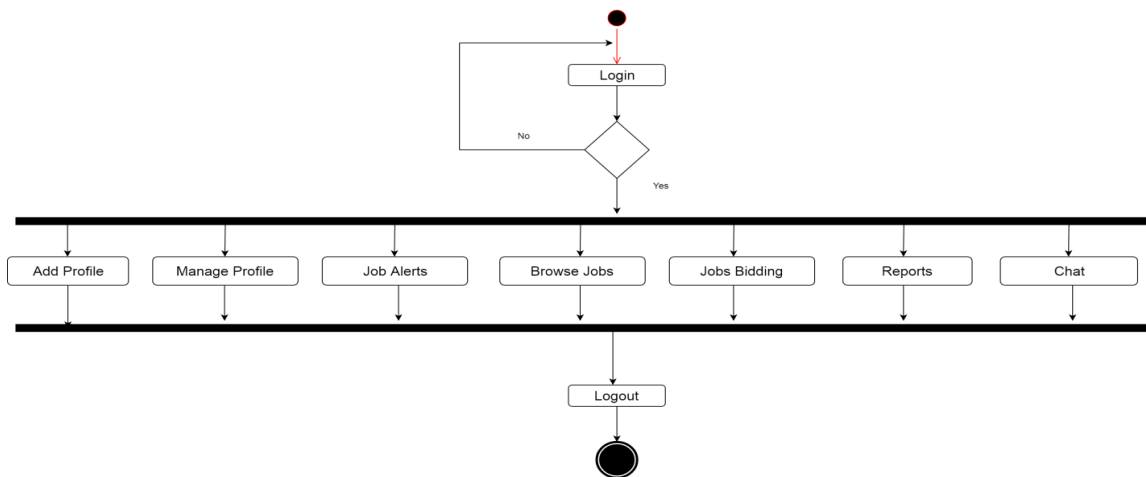 Login
No
Yes
Add Profile
Manage Profile
Job Alerts
Browse Jobs
Jobs Bidding
Reports
Chat
Logout